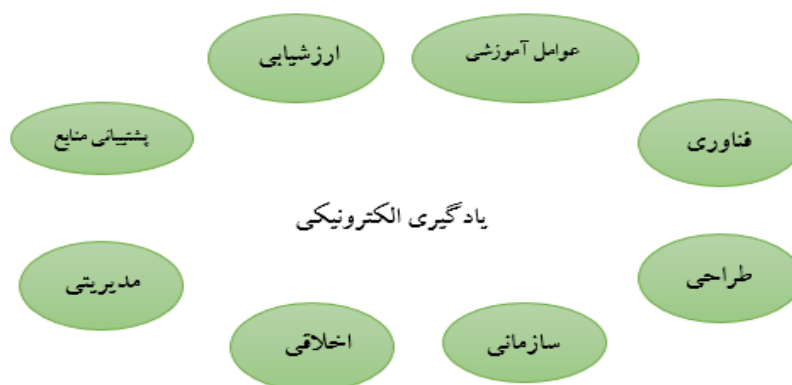 عوامل آموزشی
ارزشیابی
فناوری
پشتیبانی منابع
یادگیری الکترونیکی
طراحی
مدیریتی
سازمانی
اخلاقی